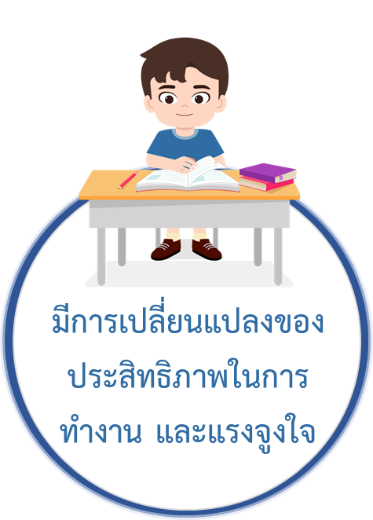 มีการเปลี่ยนแปลงของ
ประสิทธิภาพในการ
ทำงาน และแรงจูงใจ